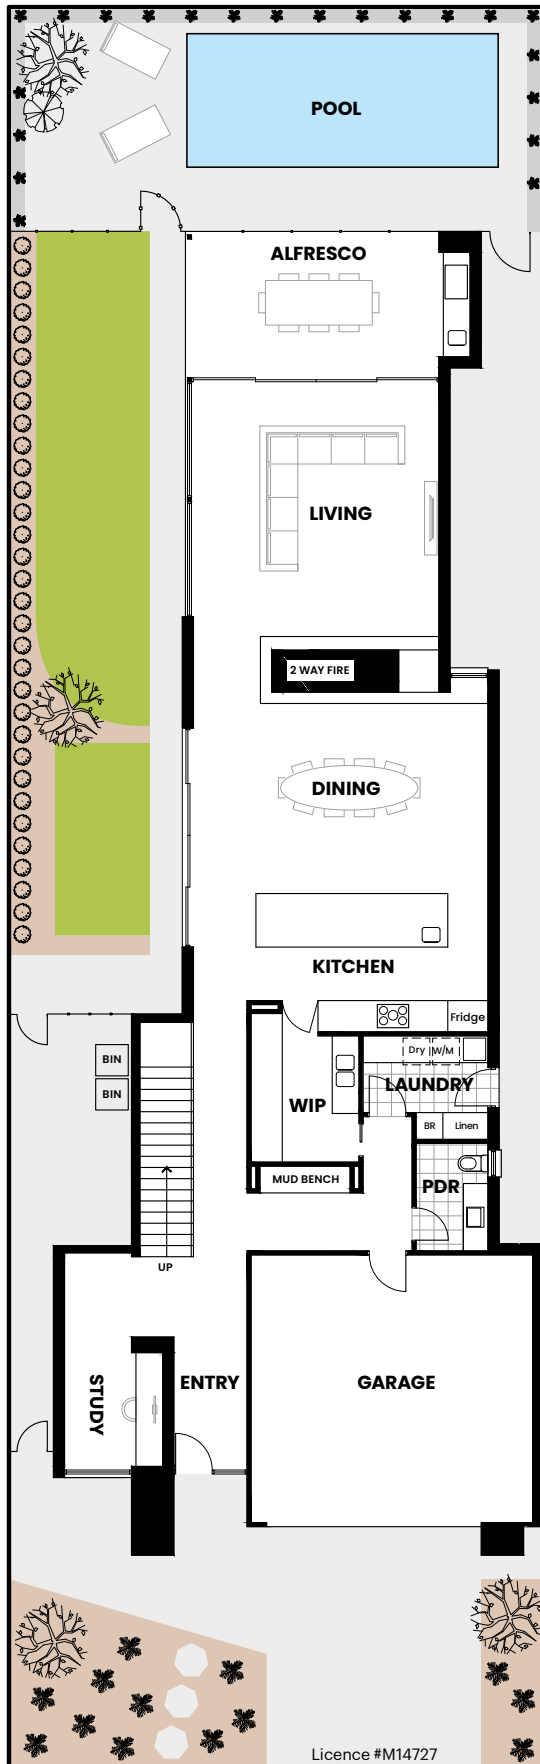 POOL
ALFRESCO
LIVING
2 WAY FIRE
DINING
KITCHEN
Fridge
BIN
BIN
Dry
W/M
LAUNDRY
WIP
BR
Linen
MUD BENCH
PDR
UP
STUDY
ENTRY
GARAGE
Licence #M14727